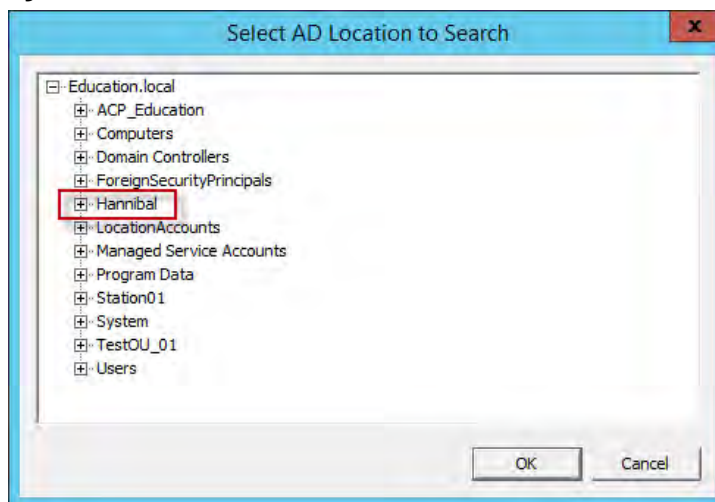 Select AD Location to Search
x
Education.local
ACP_Education
Computers
Domain Controllers
ForeignSecurityPrincipals
Hannibal
LocationAccounts
Managed Service Accounts
Program Data
Station01
System
TestOU_01
Users
OK Cancel